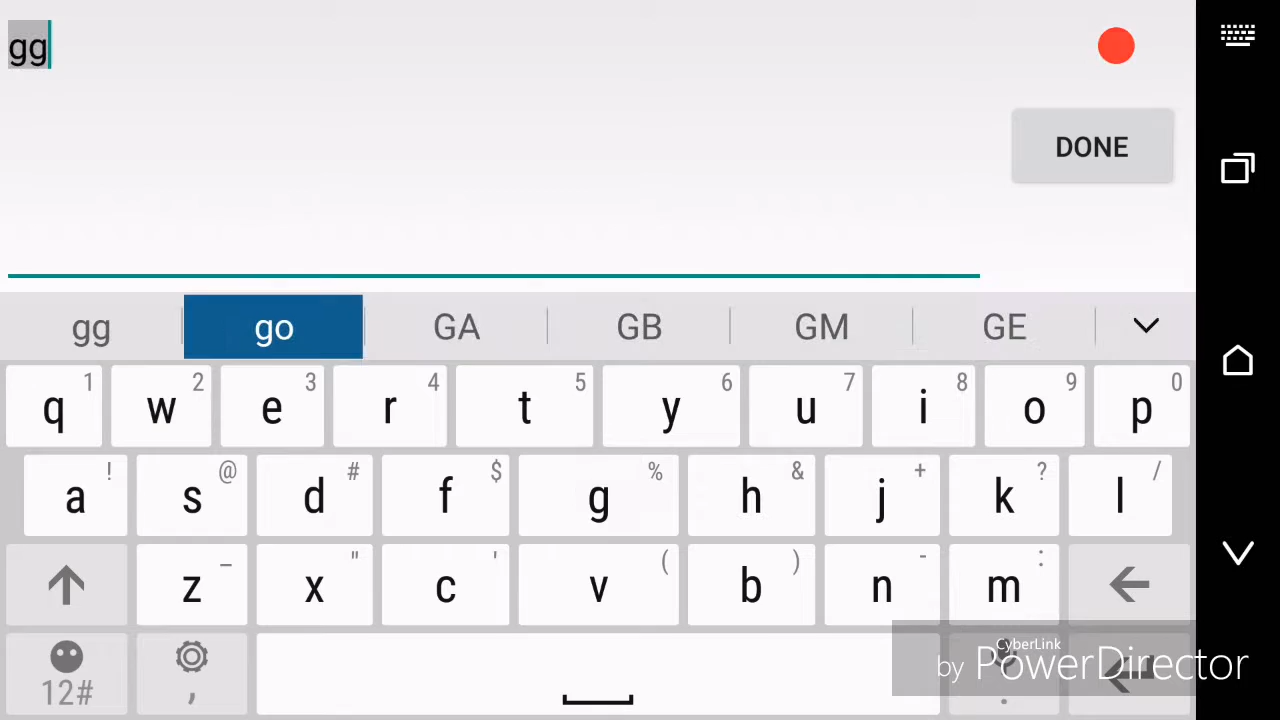 gg
DONE
gg go GA GB GM GE
1 2 3 4 5 6 7 8 9 0
q w e r t y u i o p
! @ # $ % & + ? /
a s d f g h j k l
_ " ' ( ) - :
z x c v b n m
CyberLink
by PowerDirector
12# , .